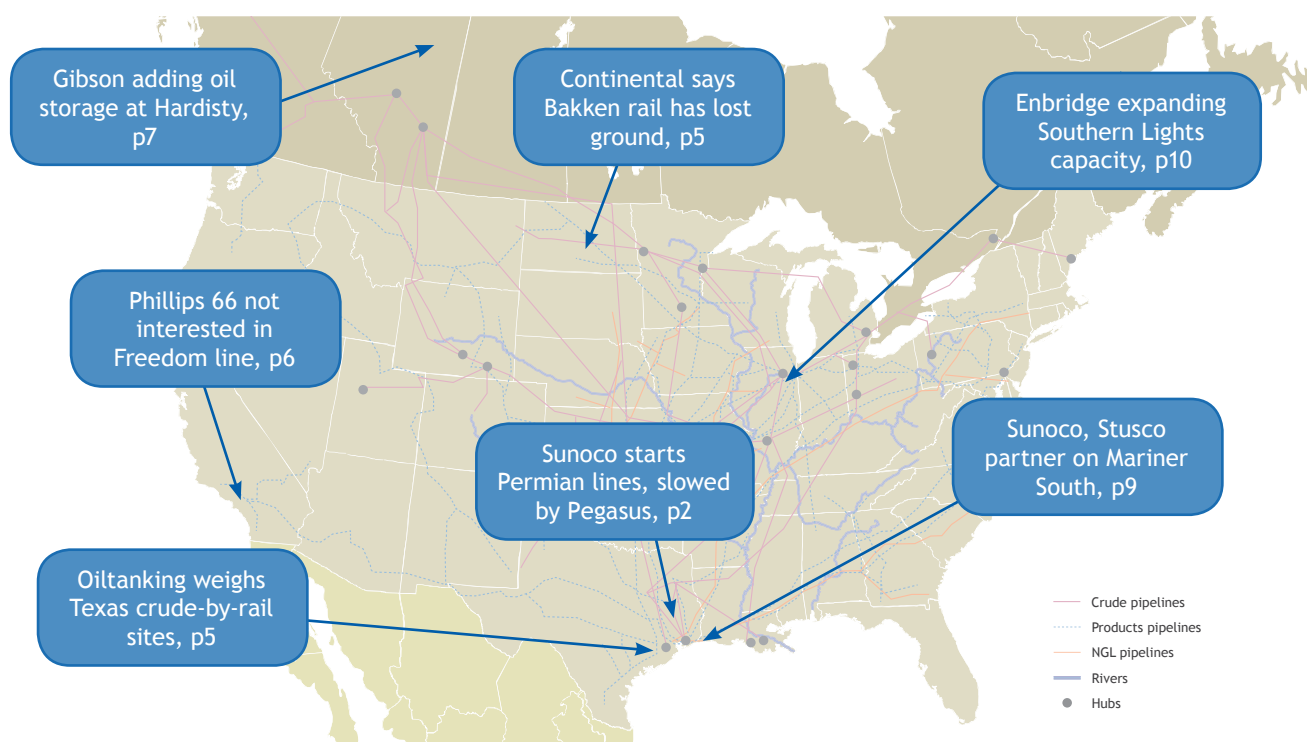 Gibson adding oil
storage at Hardisty,
p7
Continental says
Bakken rail has lost
ground, p5
Enbridge expanding
Southern Lights
capacity, p10
Phillips 66 not
interested in
Freedom line, p6
Sunoco starts
Permian lines, slowed
by Pegasus, p2
Sunoco, Stusco
partner on Mariner
South, p9
Oiltanking weighs
Texas crude-by-rail
sites, p5
Crude pipelines
Products pipelines
NGL pipelines
Rivers
Hubs